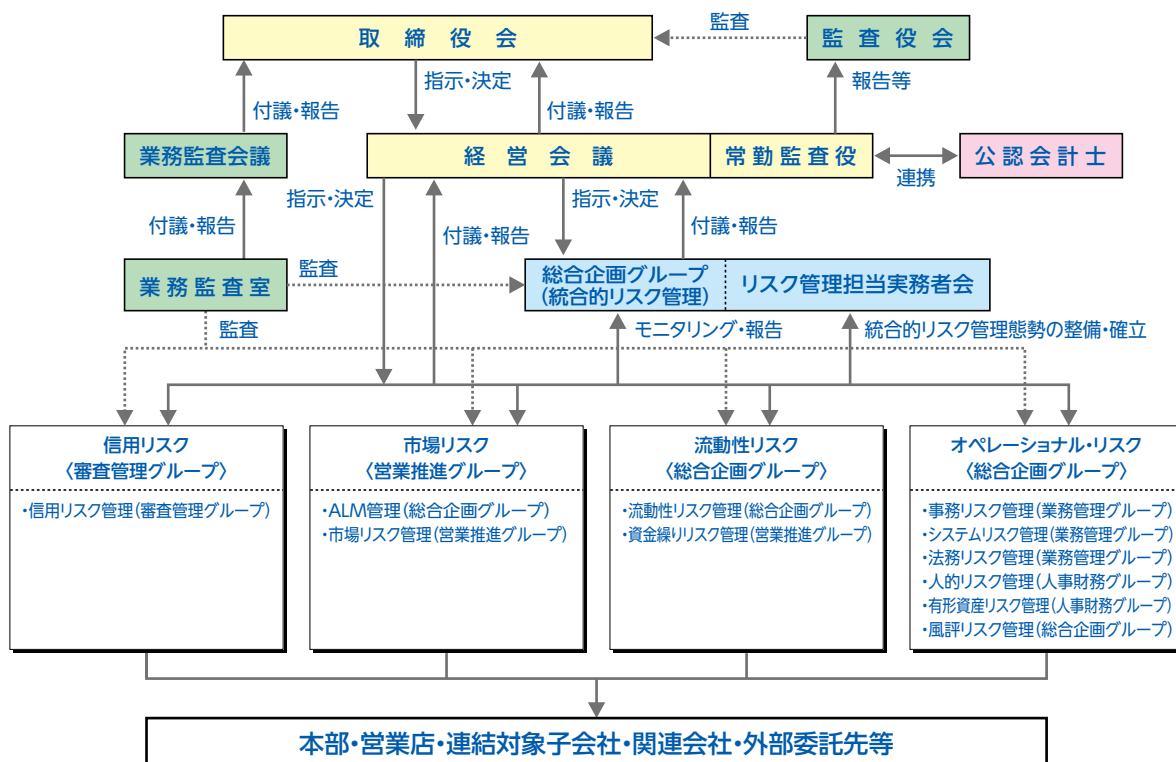 取締役会
監査
監査役会
指示・決定
報告等
付議・報告
付議・報告
業務監査会議
経営会議
常勤監査役
公認会計士
連携
指示・決定
指示・決定
付議・報告
付議・報告
付議・報告
業務監査室
監査
総合企画グループ
(統合的リスク管理)
リスク管理担当実務者会
監査
モニタリング・報告
統合的リスク管理態勢の整備・確立
信用リスク
〈審査管理グループ〉
・信用リスク管理(審査管理グループ)
市場リスク
〈営業推進グループ〉
・ALM管理(総合企画グループ)
・市場リスク管理(営業推進グループ)
流動性リスク
〈総合企画グループ〉
・流動性リスク管理(総合企画グループ)
・資金繰りリスク管理(営業推進グループ)
オペレーショナル・リスク
〈総合企画グループ〉
・事務リスク管理(業務管理グループ)
・システムリスク管理(業務管理グループ)
・法務リスク管理(業務管理グループ)
・人的リスク管理(人事財務グループ)
・有形資産リスク管理(人事財務グループ)
・風評リスク管理(総合企画グループ)
本部・営業店・連結対象子会社・関連会社・外部委託先等